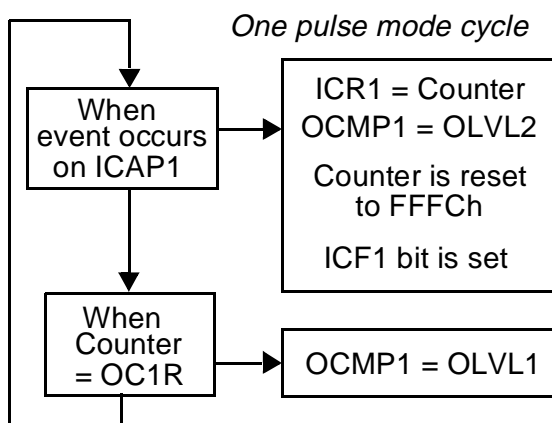 One pulse mode cycle
When
event occurs
on ICAP1
ICR1 = Counter
OCMP1 = OLVL2
Counter is reset
to FFFCh
ICF1 bit is set
When
Counter
= OC1R
OCMP1 = OLVL1